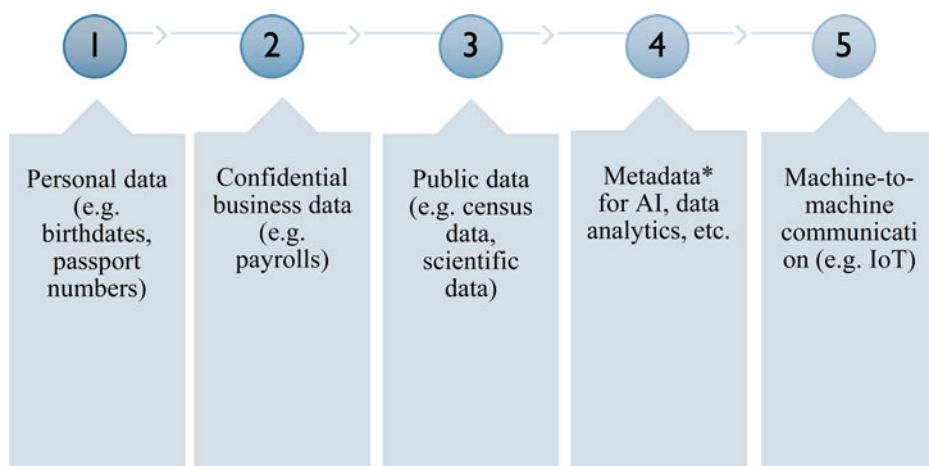 1
2
3
4
5
Personal data
(e.g.
birthdates,
passport
numbers)
Confidential
business data
(e.g.
payrolls)
Public data
(e.g. census
data,
scientific
data)
Metadata*
for AI, data
analytics, etc.
Machine-to-
machine
communicati
on (e.g. IoT)